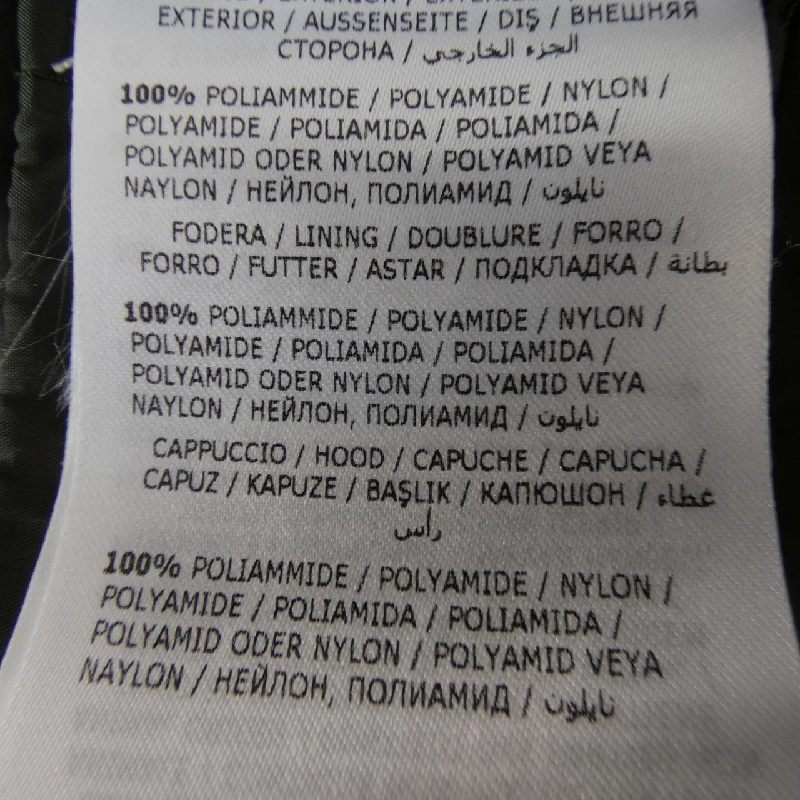 EXTERIOR / AUSSENSEITE / DIŞ / ВНЕШНЯЯ
СТОРОНА / الجزء الخارجي
100% POLIAMMIDE / POLYAMIDE / NYLON /
POLYAMIDE / POLIAMIDA / POLIAMIDA /
POLYAMID ODER NYLON / POLYAMID VEYA
NAYLON / НЕЙЛОН, ПОЛИАМИД / نايلون
FODERA / LINING / DOUBLURE / FORRO /
FORRO / FUTTER / ASTAR / ПОДКЛАДКА / بطانة
100% POLIAMMIDE / POLYAMIDE / NYLON /
POLYAMIDE / POLIAMIDA / POLIAMIDA /
POLYAMID ODER NYLON / POLYAMID VEYA
NAYLON / НЕЙЛОН, ПОЛИАМИД / نايلون
CAPPUCCIO / HOOD / CAPUCHE / CAPUCHA /
CAPUZ / KAPUZE / BAŞLIK / КАПЮШОН / غطاء
راس
100% POLIAMMIDE / POLYAMIDE / NYLON /
POLYAMIDE / POLIAMIDA / POLIAMIDA /
POLYAMID ODER NYLON / POLYAMID VEYA
NAYLON / НЕЙЛОН, ПОЛИАМИД / نايلون